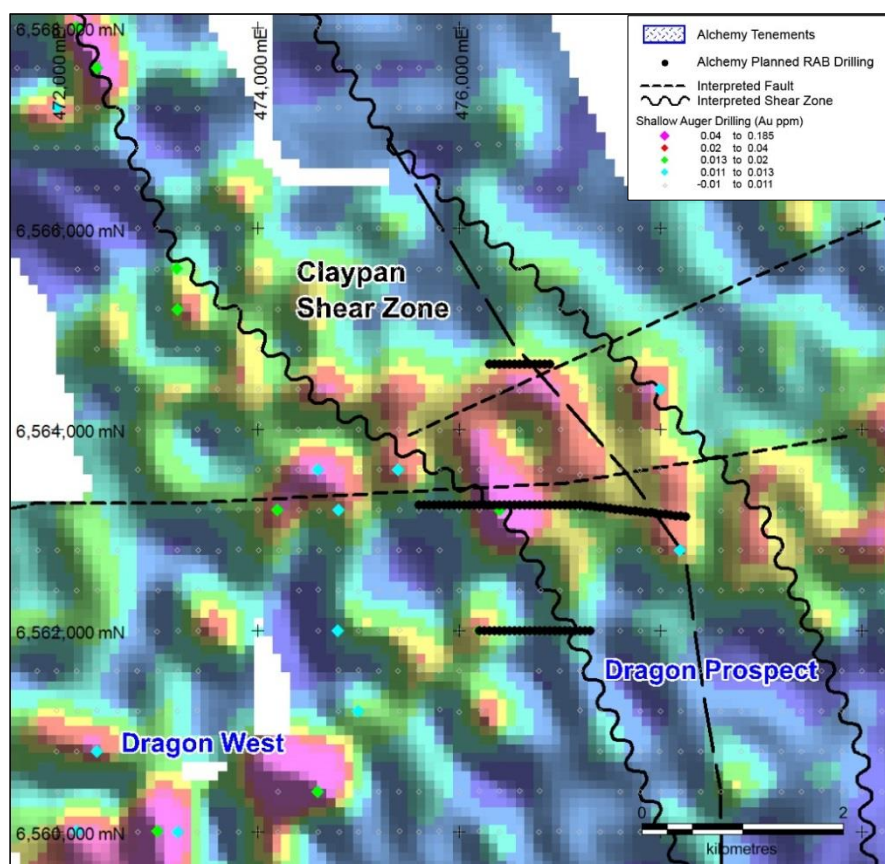 6,568,000 mN
472,000 mE
474,000 mE
476,000 mE
Alchemy Tenements
Alchemy Planned RAB Drilling
Interpreted Fault
Interpreted Shear Zone
Shallow Auger Drilling (Au ppm)
0.04 to 0.185
0.02 to 0.04
0.013 to 0.02
0.011 to 0.013
-0.01 to 0.011
6,566,000 mN
Claypan
Shear Zone
6,564,000 mN
6,562,000 mN
Dragon Prospect
Dragon West
6,560,000 mN
0 2
kilometres